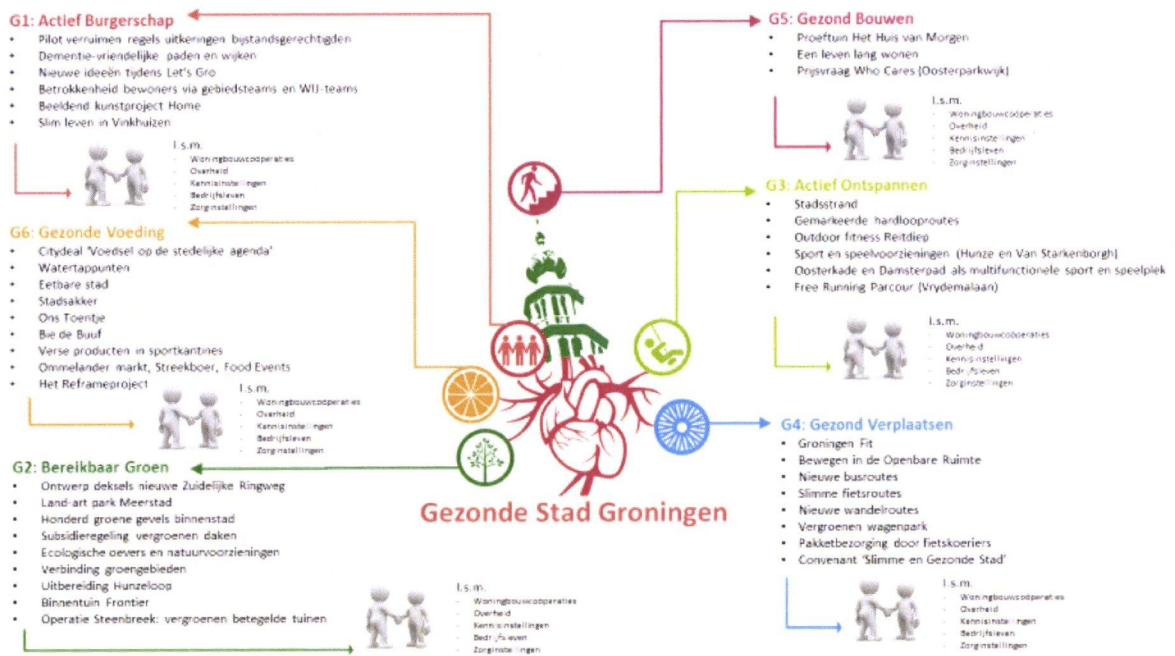 G1: Actief Burgerschap
• Pilot verruimen regels uitkeringen bijstandsgerechtigden
• Dementie-vriendelijke paden en wijken
• Nieuwe ideeën tijdens Let's Gro
• Betrokkenheid bewoners via gebiedsteams en WIJ-teams
• Beeldend kunstproject Home
• Slim leven in Vinkhuizen
I.s.m.
- Woningbouwcoöperaties
- Overheid
- Kennisinstellingen
- Bedrijfsleven
- Zorginstellingen
G6: Gezonde Voeding
• Citydeal 'Voedsel op de stedelijke agenda'
• Watertappunten
• Eetbare stad
• Stadsakker
• Ons Toentje
• Bie de Buuf
• Verse producten in sportkantines
• Ommelander markt, Streekboer, Food Events
• Het Reframeproject
I.s.m.
- Woningbouwcoöperaties
- Overheid
- Kennisinstellingen
- Bedrijfsleven
- Zorginstellingen
G2: Bereikbaar Groen
• Ontwerp deksels nieuwe Zuidelijke Ringweg
• Land-art park Meerstad
• Honderd groene gevels binnenstad
• Subsidieregeling vergroenen daken
• Ecologische oevers en natuurvoorzieningen
• Verbinding groengebieden
• Uitbereiding Hunzeloop
• Binnentuin Frontier
• Operatie Steenbreek: vergroenen betegelde tuinen
I.s.m.
- Woningbouwcoöperaties
- Overheid
- Kennisinstellingen
- Bedrijfsleven
- Zorginstellingen
Gezonde Stad Groningen
G5: Gezond Bouwen
• Proeftuin Het Huis van Morgen
• Een leven lang wonen
• Prijsvraag Who Cares (Oosterparkwijk)
I.s.m.
- Woningbouwcoöperaties
- Overheid
- Kennisinstellingen
- Bedrijfsleven
- Zorginstellingen
G3: Actief Ontspannen
• Stadsstrand
• Gemarkeerde hardlooproutes
• Outdoor fitness Reitdiep
• Sport en speelvoorzieningen (Hunze en Van Starkenborgh)
• Oosterkade en Damsterpad als multifunctionele sport en speelplek
• Free Running Parcour (Vrydemalaan)
I.s.m.
- Woningbouwcoöperaties
- Overheid
- Kennisinstellingen
- Bedrijfsleven
- Zorginstellingen
G4: Gezond Verplaatsen
• Groningen Fit
• Bewegen in de Openbare Ruimte
• Nieuwe busroutes
• Slimme fietsroutes
• Nieuwe wandelroutes
• Vergroenen wagenpark
• Pakketbezorging door fietskoeriers
• Convenant 'Slimme en Gezonde Stad'
I.s.m.
- Woningbouwcoöperaties
- Overheid
- Kennisinstellingen
- Bedrijfsleven
- Zorginstellingen